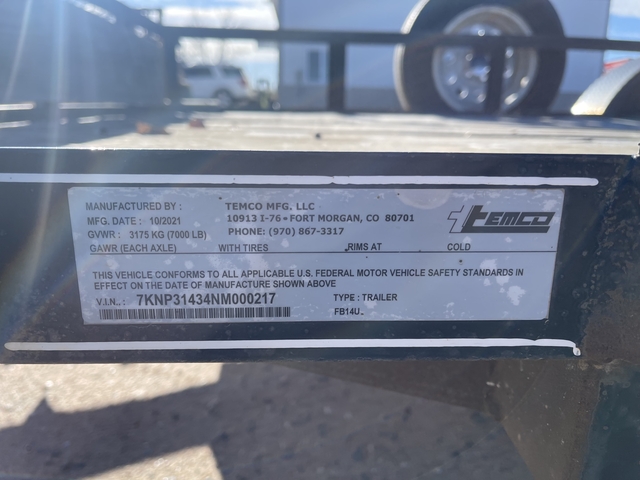 MANUFACTURED BY : TEMCO MFG. LLC
MFG. DATE : 10/2021 10913 I-76 • FORT MORGAN, CO 80701
GVWR : 3175 KG (7000 LB) PHONE: (970) 867-3317
temco
GAWR (EACH AXLE) WITH TIRES RIMS AT COLD
THIS VEHICLE CONFORMS TO ALL APPLICABLE U.S. FEDERAL MOTOR VEHICLE SAFETY STANDARDS IN
EFFECT ON THE DATE OF MANUFACTURE SHOWN ABOVE
V.I.N.: 7KNP31434NM000217 TYPE : TRAILER
FB14U